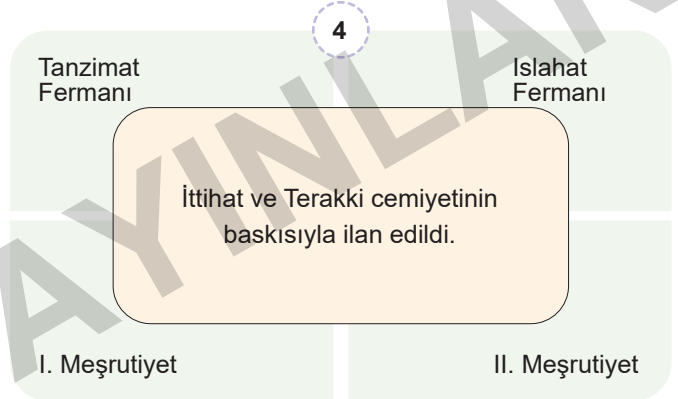 4
Tanzimat
Fermanı
Islahat
Fermanı
İttihat ve Terakki cemiyetinin
baskısıyla ilan edildi.
I. Meşrutiyet
II. Meşrutiyet